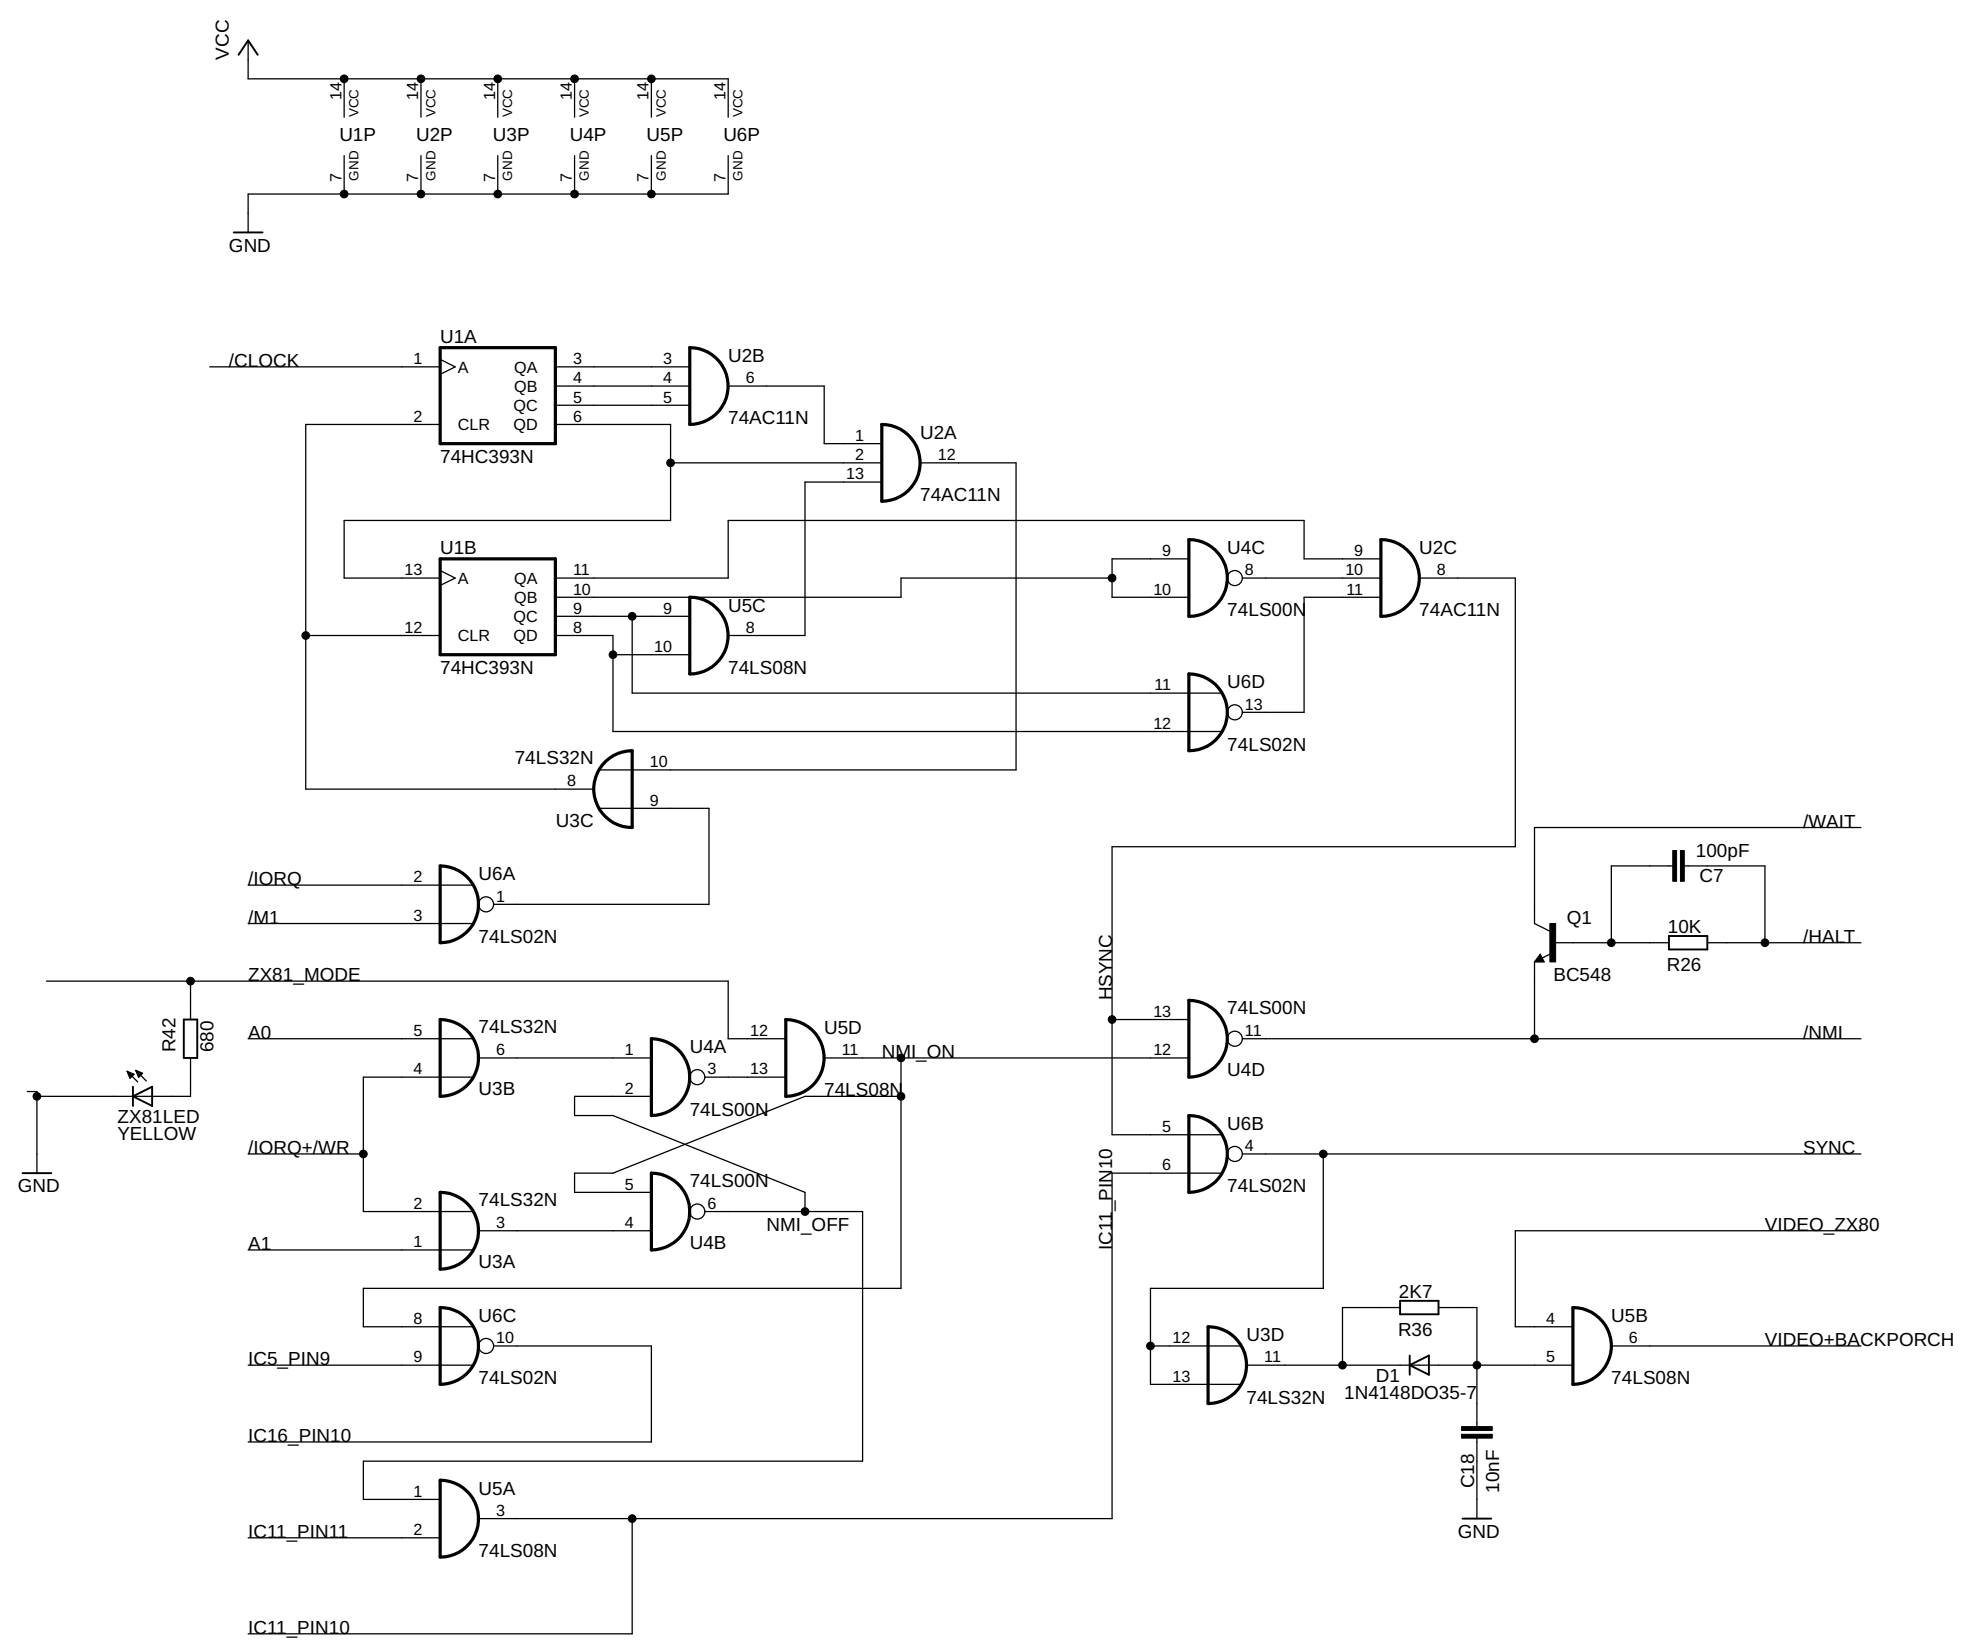 VCC
14 14 14 14 14 14
VCC VCC VCC VCC VCC VCC
U1P U2P U3P U4P U5P U6P
7 7 7 7 7 7
GND GND GND GND GND GND
GND
/CLOCK
U1A
1 A QA 3
QB 4
QC 5
2 CLR QD 6
74HC393N
3
4
5
U2B
6
74AC11N
1
2
13
U2A
12
74AC11N
U1B
13 A QA 11
QB 10
QC 9
12 CLR QD 8
74HC393N
9
10
U5C
8
74LS08N
9
10
U4C
8
74LS00N
9
10
11
U2C
8
74AC11N
11
12
U6D
13
74LS02N
74LS32N
10
8
9
U3C
/IORQ
2
/M1
3
U6A
1
74LS02N
/WAIT
100pF
C7
Q1
10K
R26
BC548
/HALT
ZX81_MODE
R42
680
ZX81LED
YELLOW
GND
A0
5
4
74LS32N
6
U3B
1
2
U4A
3
74LS00N
12
13
U5D
11
74LS08N
NMI_ON
HSYNC
13
12
74LS00N
11
U4D
/NMI
/IORQ+/WR
A1
2
1
74LS32N
3
U3A
5
4
74LS00N
6
U4B
NMI_OFF
IC11_PIN10
5
6
U6B
4
74LS02N
SYNC
VIDEO_ZX80
8
9
U6C
10
74LS02N
IC5_PIN9
IC16_PIN10
12
13
U3D
11
74LS32N
2K7
R36
D1
1N4148DO35-7
C18
10nF
GND
4
5
U5B
6
74LS08N
VIDEO+BACKPORCH
1
2
U5A
3
74LS08N
IC11_PIN11
IC11_PIN10